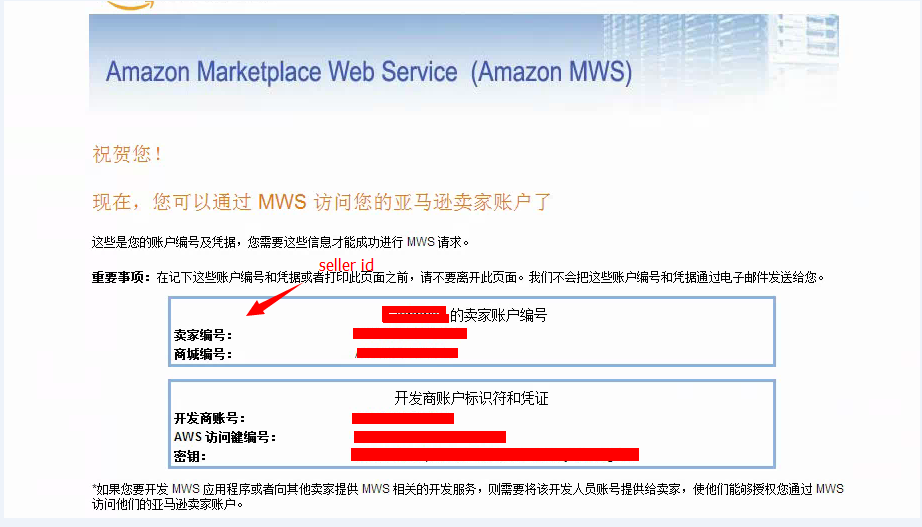 Amazon Marketplace Web Service (Amazon MWS)
祝贺您！
现在，您可以通过 MWS 访问您的亚马逊卖家账户了
这些是您的账户编号及凭据，您需要这些信息才能成功进行 MWS 请求。
seller id
重要事项：在记下这些账户编号和凭据或者打印此页面之前，请不要离开此页面。我们不会把这些账户编号和凭据通过电子邮件发送给您。
的卖家账户编号
卖家编号：
商城编号：
开发商账户标识符和凭证
开发商账号：
AWS 访问键编号：
密钥：
*如果您要开发 MWS 应用程序或者向其他卖家提供 MWS 相关的开发服务，则需要将该开发人员账号提供给卖家，使他们能够授权您通过 MWS
访问他们的亚马逊卖家账户。